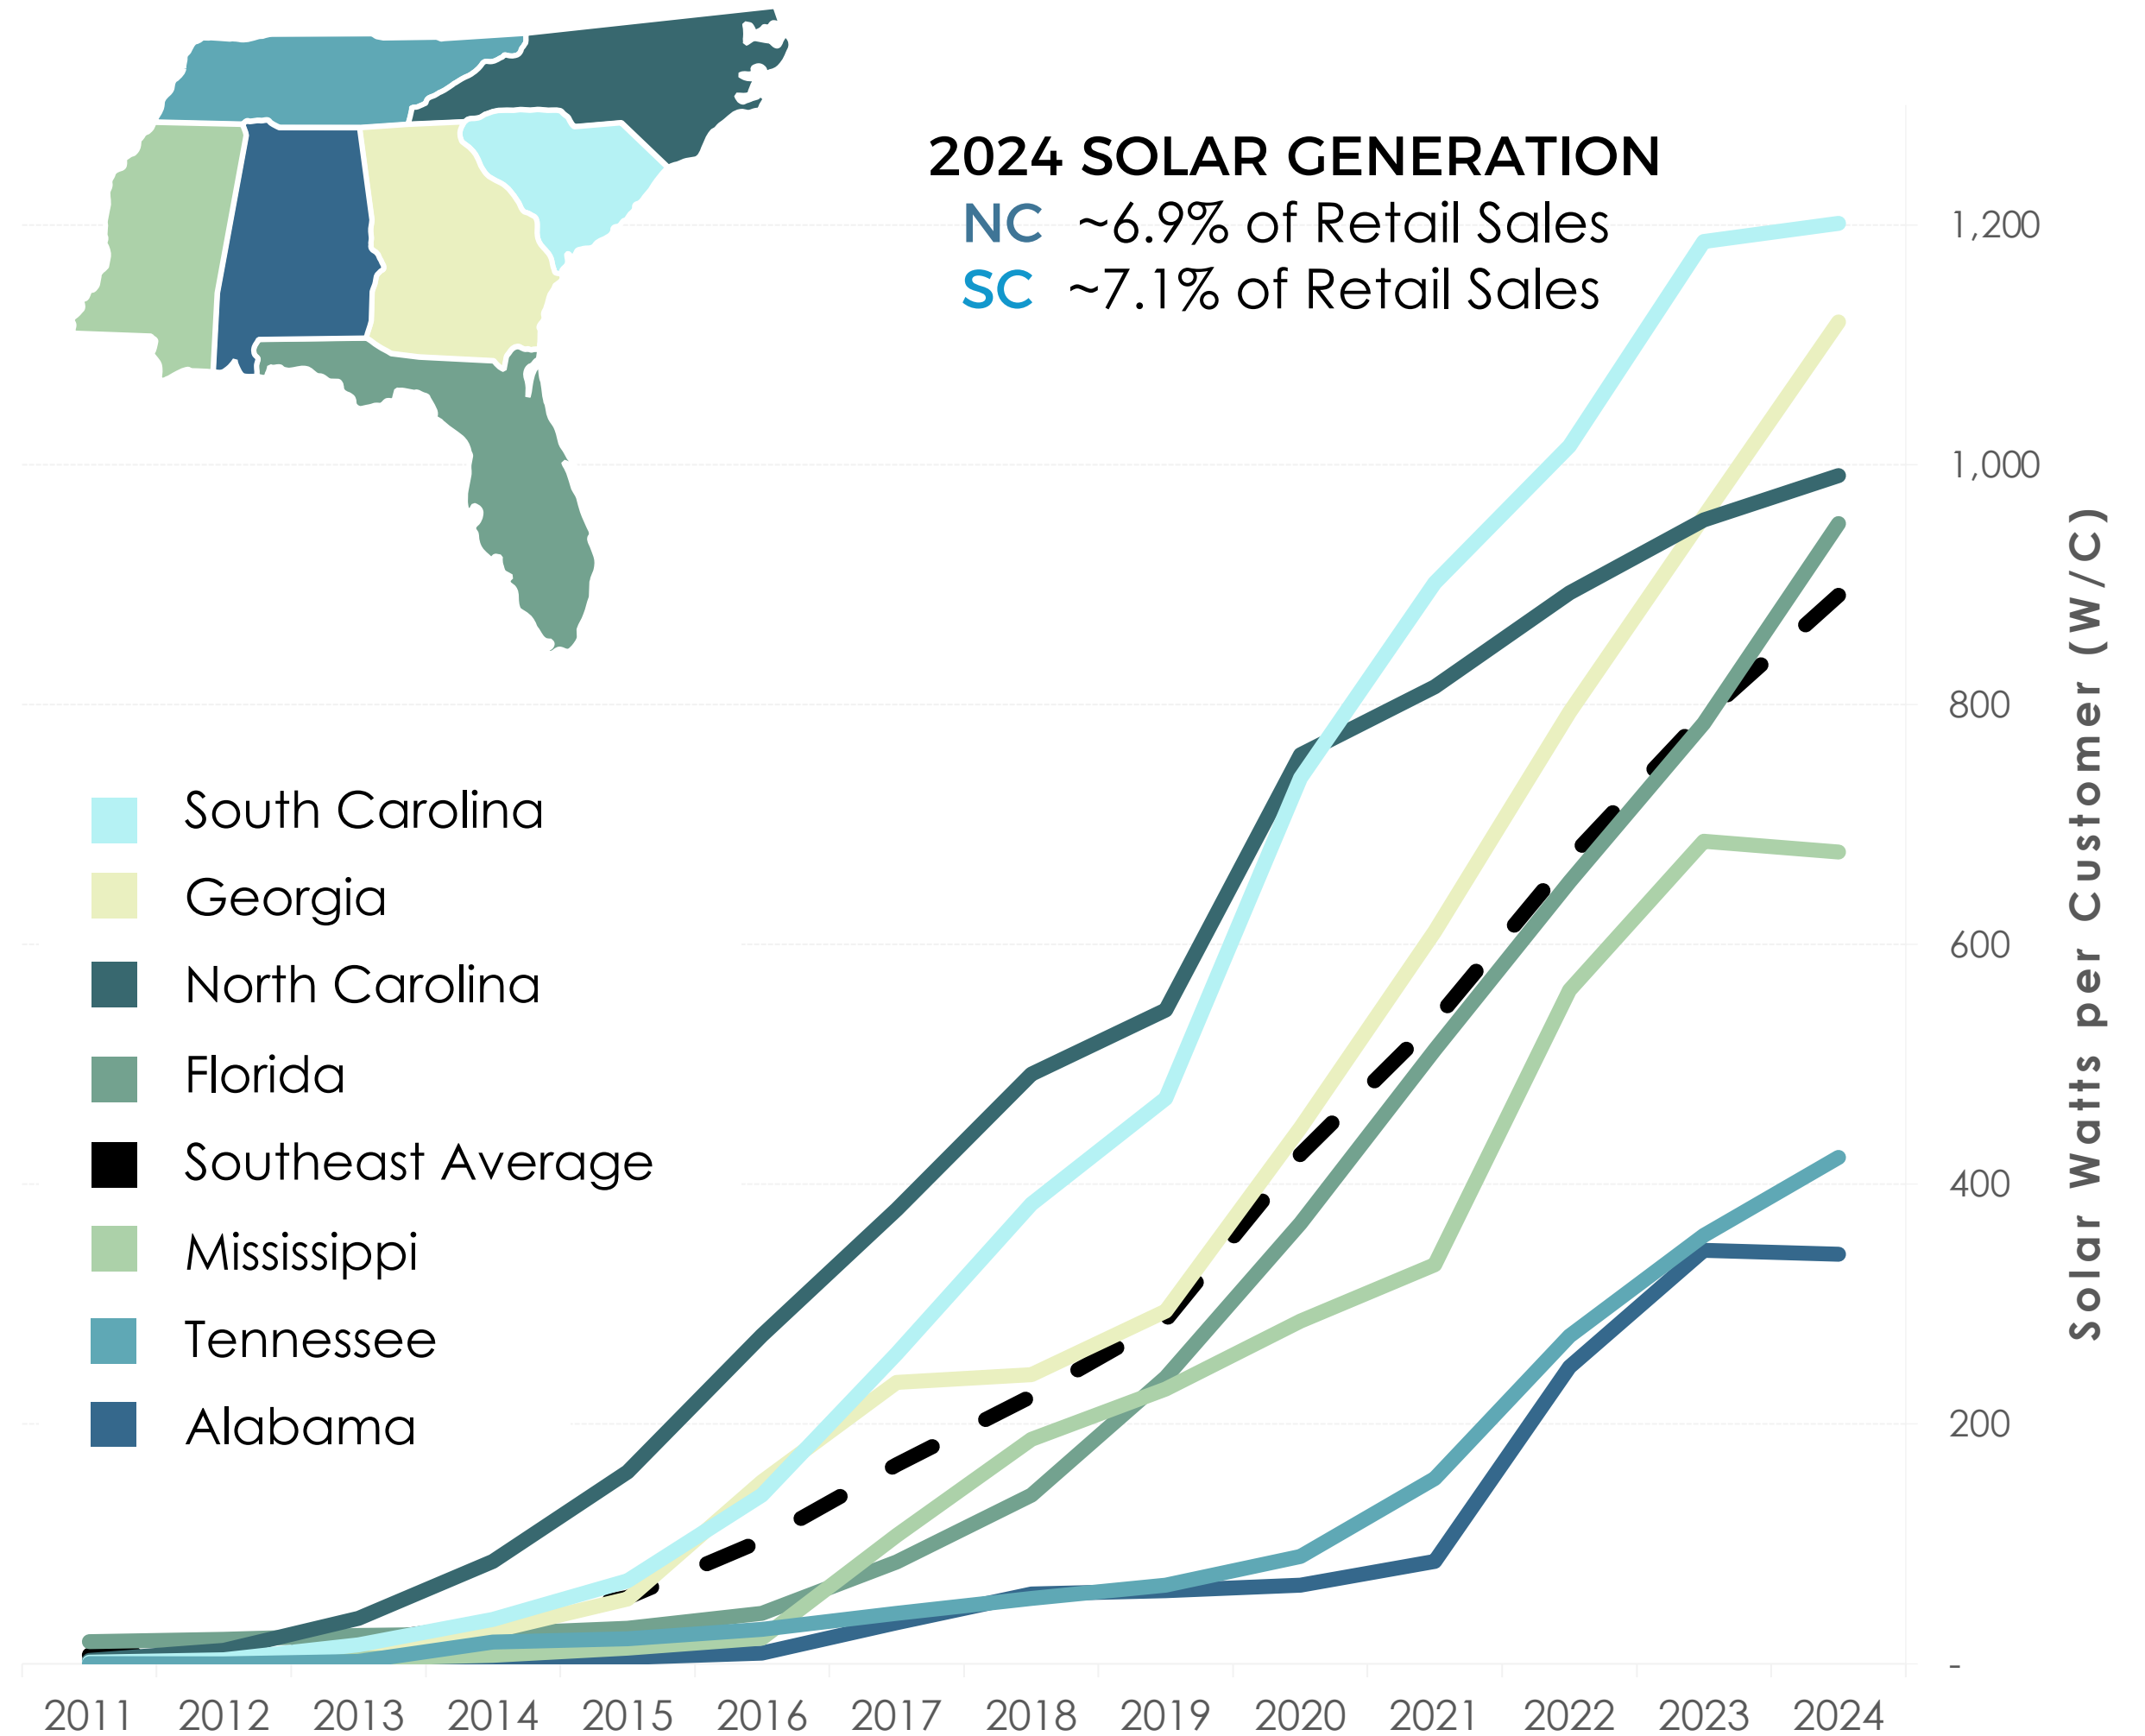 2024 SOLAR GENERATION
NC ~6.9% of Retail Sales
SC ~7.1% of Retail Sales
1,200
1,000
800
600
400
200
-
Solar Watts per Customer (W/C)
South Carolina
Georgia
North Carolina
Florida
Southeast Average
Mississippi
Tennessee
Alabama
2011 2012 2013 2014 2015 2016 2017 2018 2019 2020 2021 2022 2023 2024